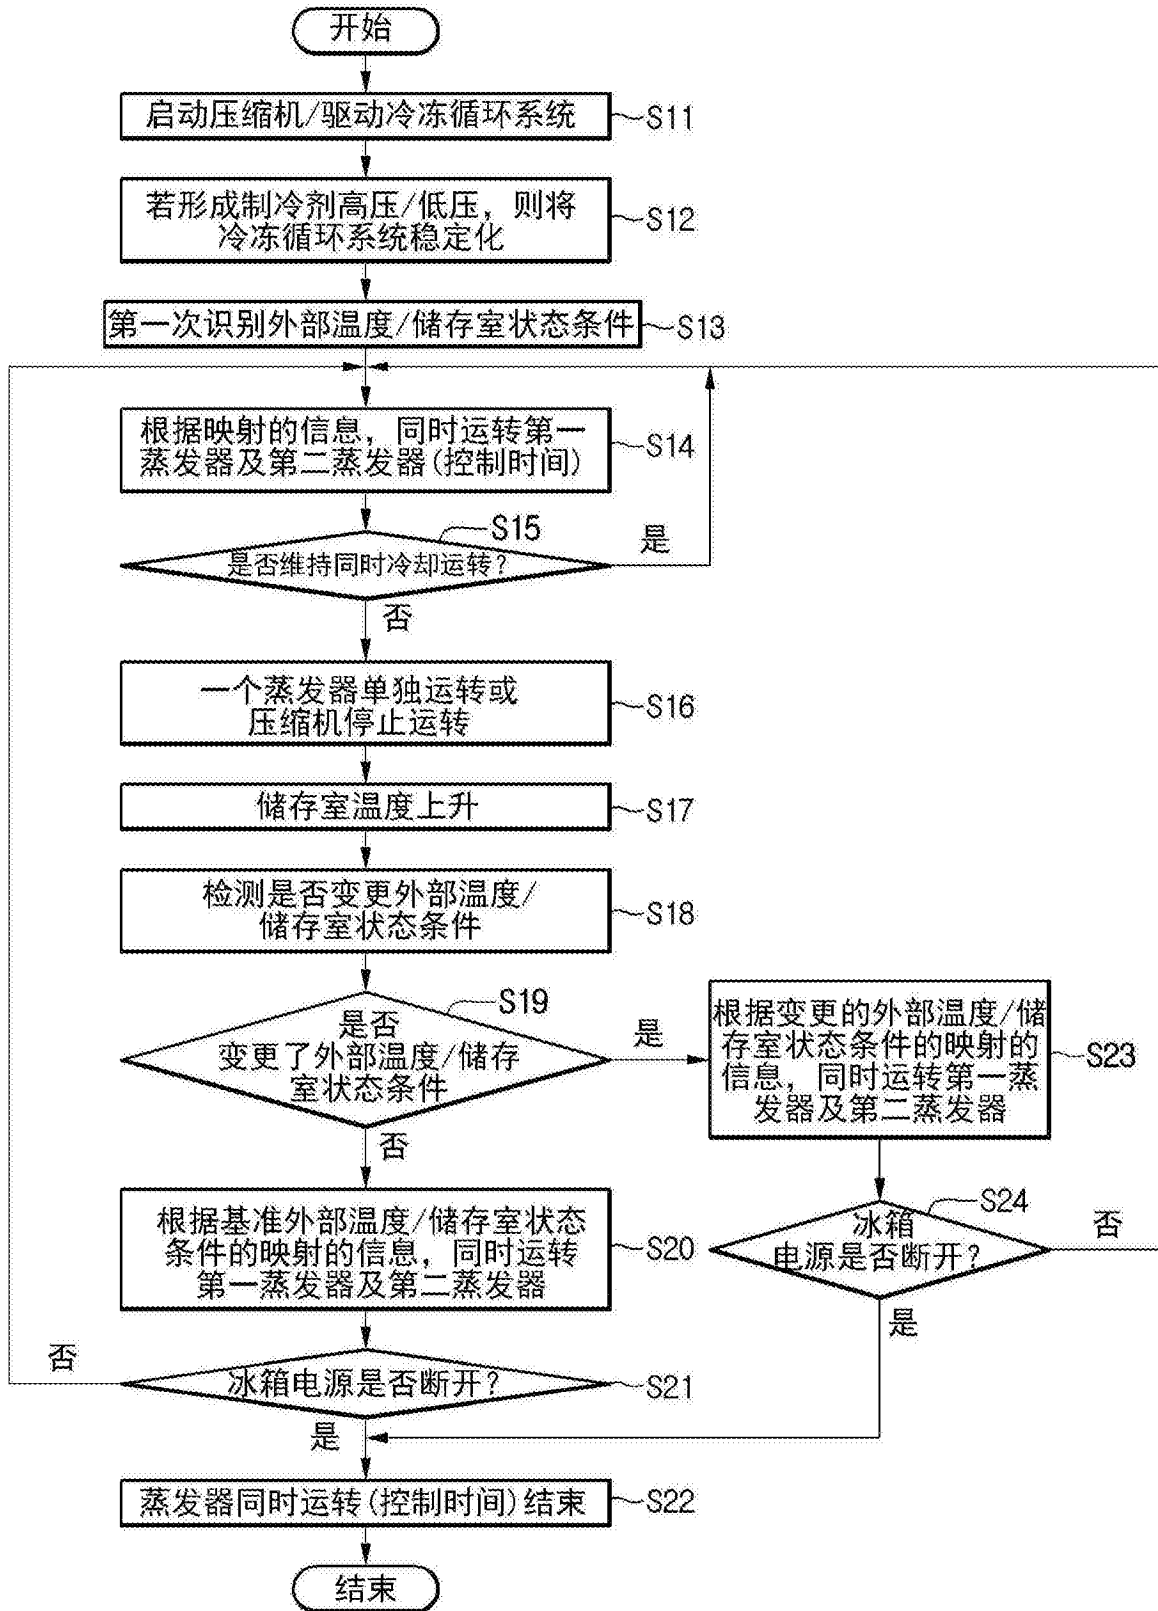 开始
启动压缩机/驱动冷冻循环系统
S11
若形成制冷剂高压/低压，则将
冷冻循环系统稳定化
S12
第一次识别外部温度/储存室状态条件
S13
根据映射的信息，同时运转第一
蒸发器及第二蒸发器(控制时间)
S14
S15
是否维持同时冷却运转?
是
否
一个蒸发器单独运转或
压缩机停止运转
S16
储存室温度上升
S17
检测是否变更外部温度/
储存室状态条件
S18
S19
是否
变更了外部温度/储存
室状态条件
是
否
根据变更的外部温度/储
存室状态条件的映射的
信息，同时运转第一蒸
发器及第二蒸发器
S23
根据基准外部温度/储存室状态
条件的映射的信息，同时运转
第一蒸发器及第二蒸发器
S20
S24
冰箱
电源是否断开?
否
是
否
冰箱电源是否断开?
S21
是
蒸发器同时运转(控制时间)结束
S22
结束